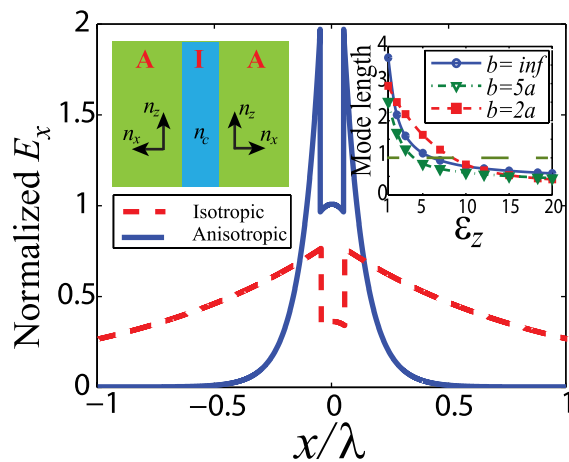 2
1.5
1
0.5
0
Normalized E_x
−1
−0.5
0
0.5
1
x/λ
A I A
n_z
n_x
n_c
n_z
n_x
Isotropic
Anisotropic
Mode length
4
3
2
1
0
1
5
10
15
20
ε_z
b= inf
b=5a
b=2a